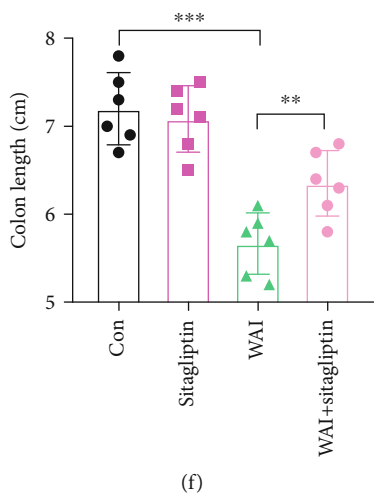 ***
**
8
7
6
5
Colon length (cm)
Con
Sitagliptin
WAI
WAI+sitagliptin
(f)